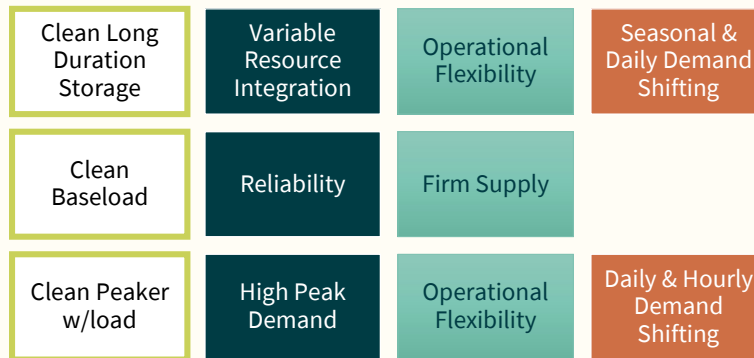 Clean Long
Duration
Storage
Variable
Resource
Integration
Operational
Flexibility
Seasonal &
Daily Demand
Shifting
Clean
Baseload
Reliability
Firm Supply
Clean Peaker
w/load
High Peak
Demand
Operational
Flexibility
Daily & Hourly
Demand
Shifting